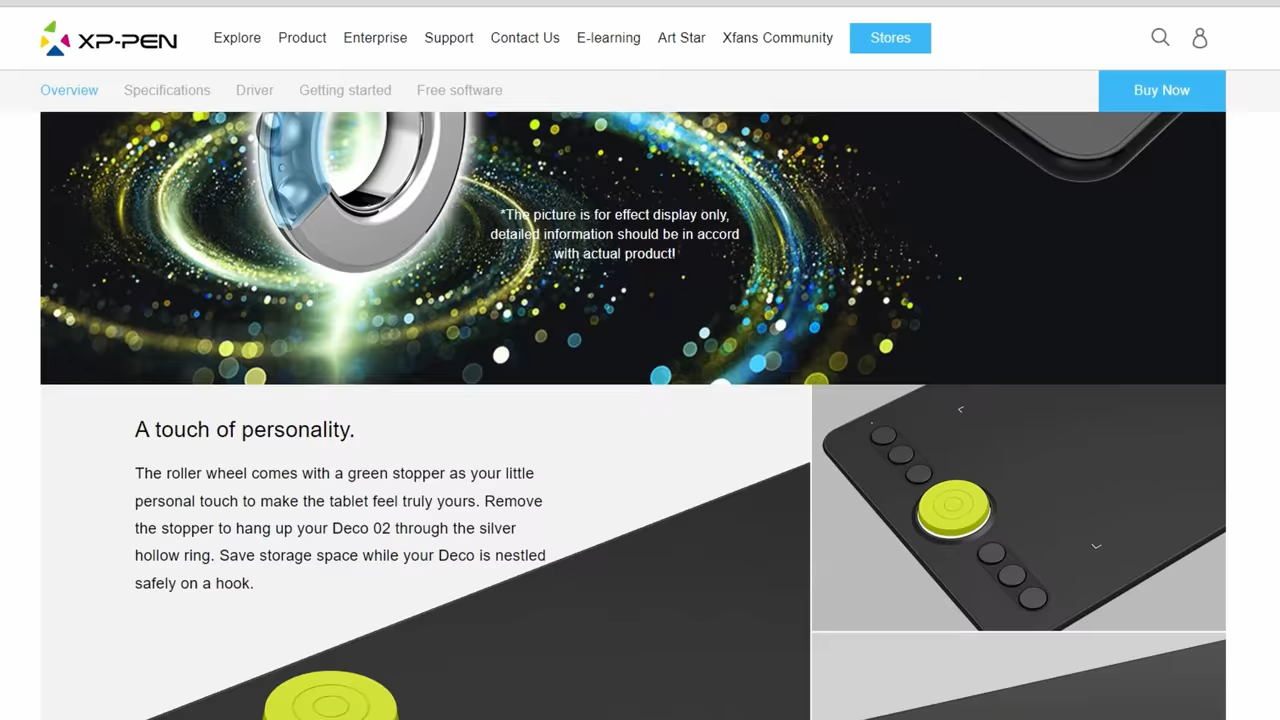 XP-PEN
Explore Product Enterprise Support Contact Us E-learning Art Star Xfans Community Stores
Overview Specifications Driver Getting started Free software Buy Now
*The picture is for effect display only,
detailed information should be in accord
with actual product!
A touch of personality.
The roller wheel comes with a green stopper as your little
personal touch to make the tablet feel truly yours. Remove
the stopper to hang up your Deco 02 through the silver
hollow ring. Save storage space while your Deco is nestled
safely on a hook.